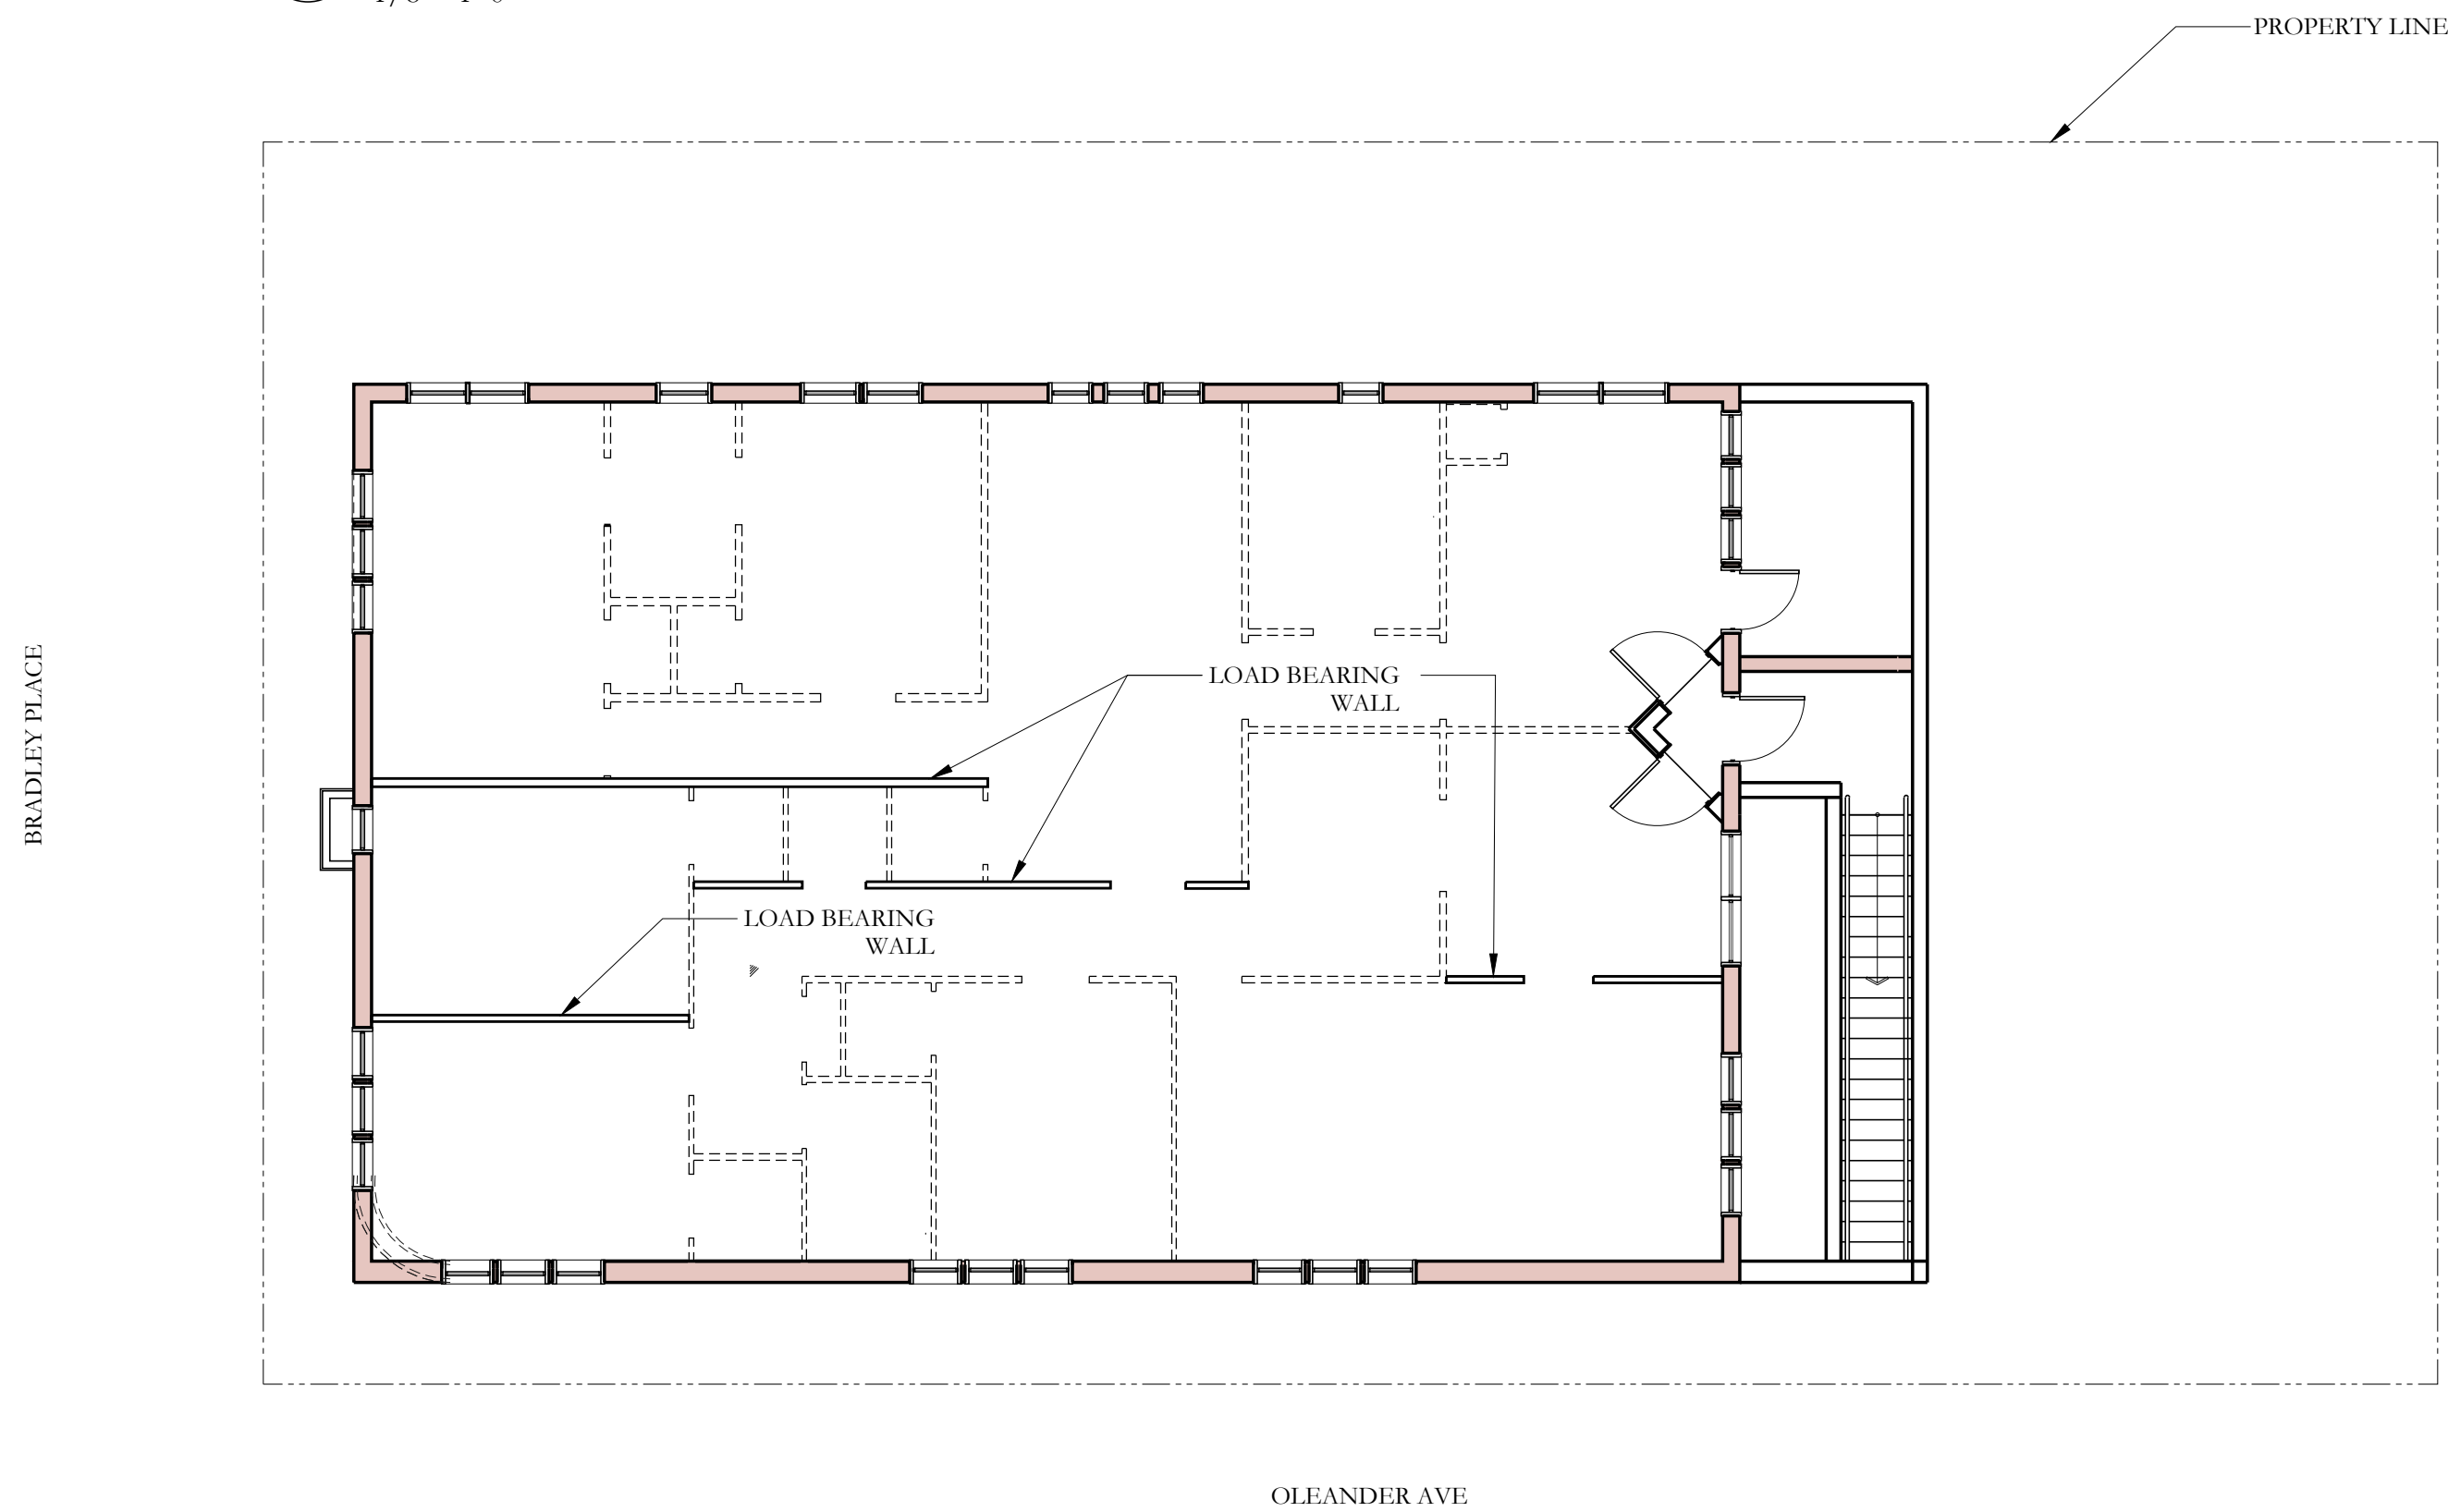 PROPERTY LINE
LOAD BEARING
WALL
BRADLEY PLACE
LOAD BEARING
WALL
OLEANDER AVE